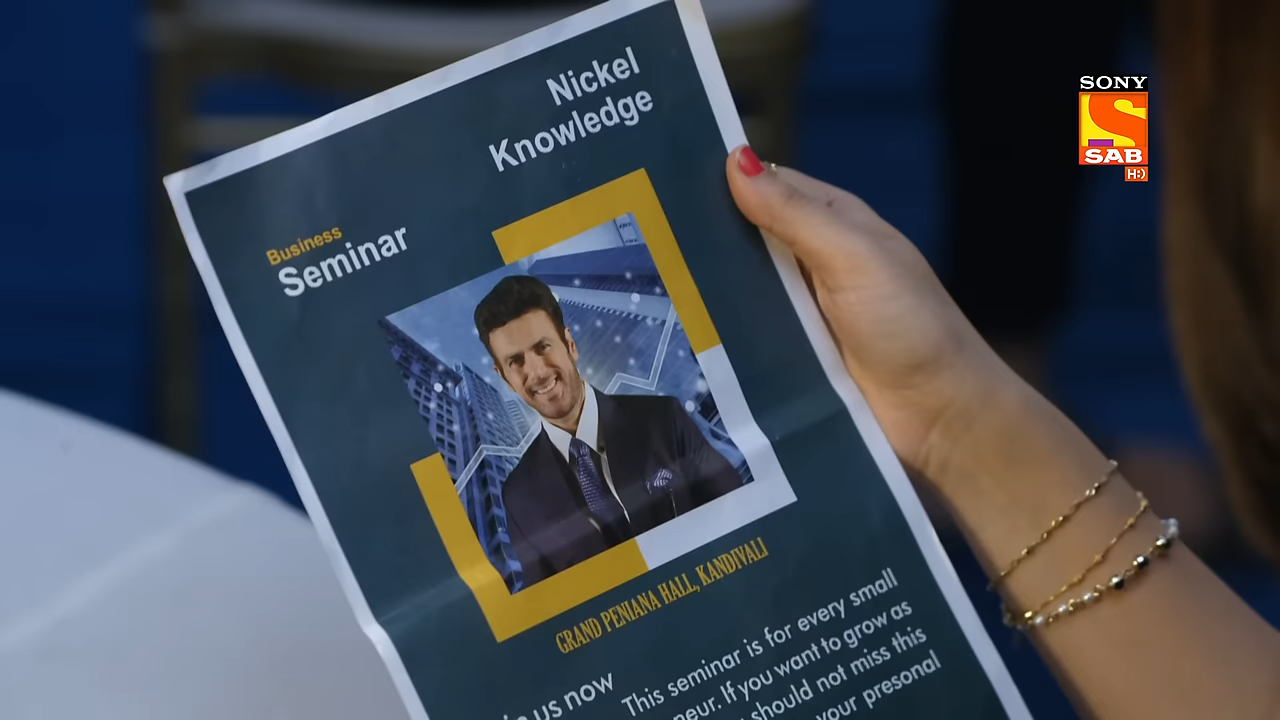 SONY
S
SAB
HD
Nickel
Knowledge
Business
Seminar
GRAND PENIANA HALL, KANDIVALI
us now
This seminar is for every small
neur. If you want to grow as
should not miss this
your presonal